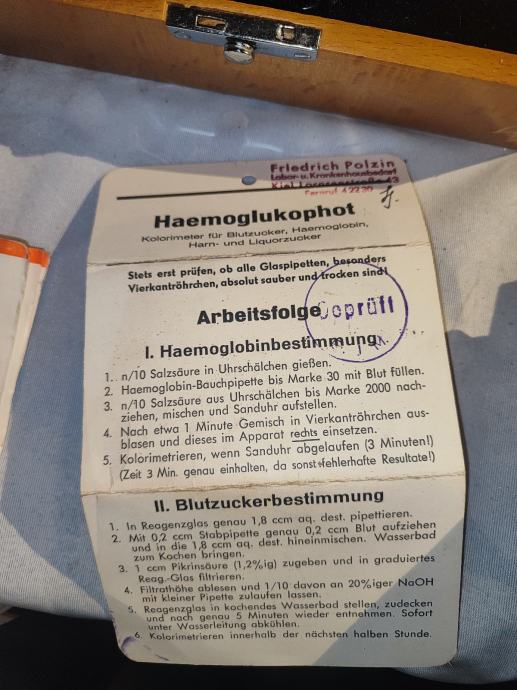 Friedrich Polzin
Labor- u. Krankenhausbedarf
Kiel
Fernruf 4 22 30
Haemoglukophot
Kolorimeter für Blutzucker, Haemoglobin,
Harn- und Liquorzucker
Stets erst prüfen, ob alle Glaspipetten, besonders
Vierkantröhrchen, absolut sauber und trocken sind!
Arbeitsfolge
Geprüft
I. Haemoglobinbestimmung
1. n/10 Salzsäure in Uhrschälchen gießen.
2. Haemoglobin-Bauchpipette bis Marke 30 mit Blut füllen.
3. n/10 Salzsäure aus Uhrschälchen bis Marke 2000 nach-
ziehen, mischen und Sanduhr aufstellen.
4. Nach etwa 1 Minute Gemisch in Vierkantröhrchen aus-
blasen und dieses im Apparat rechts einsetzen.
5. Kolorimetrieren, wenn Sanduhr abgelaufen (3 Minuten!)
(Zeit 3 Min. genau einhalten, da sonst fehlerhafte Resultate!)
II. Blutzuckerbestimmung
1. In Reagenzglas genau 1,8 ccm aq. dest. pipettieren.
2. Mit 0,2 ccm Stabpipette genau 0,2 ccm Blut aufziehen
und in die 1,8 ccm aq. dest. hineinmischen. Wasserbad
zum Kochen bringen.
3. 1 ccm Pikrinsäure (1,2%ig) zugeben und in graduiertes
Reag.-Glas filtrieren.
4. Filtrathöhe ablesen und 1/10 davon an 20%iger NaOH
mit kleiner Pipette zulaufen lassen.
5. Reagenzglas in kochendes Wasserbad stellen, zudecken
und nach genau 5 Minuten wieder entnehmen. Sofort
unter Wasserleitung abkühlen.
6. Kolorimetrieren innerhalb der nächsten halben Stunde.